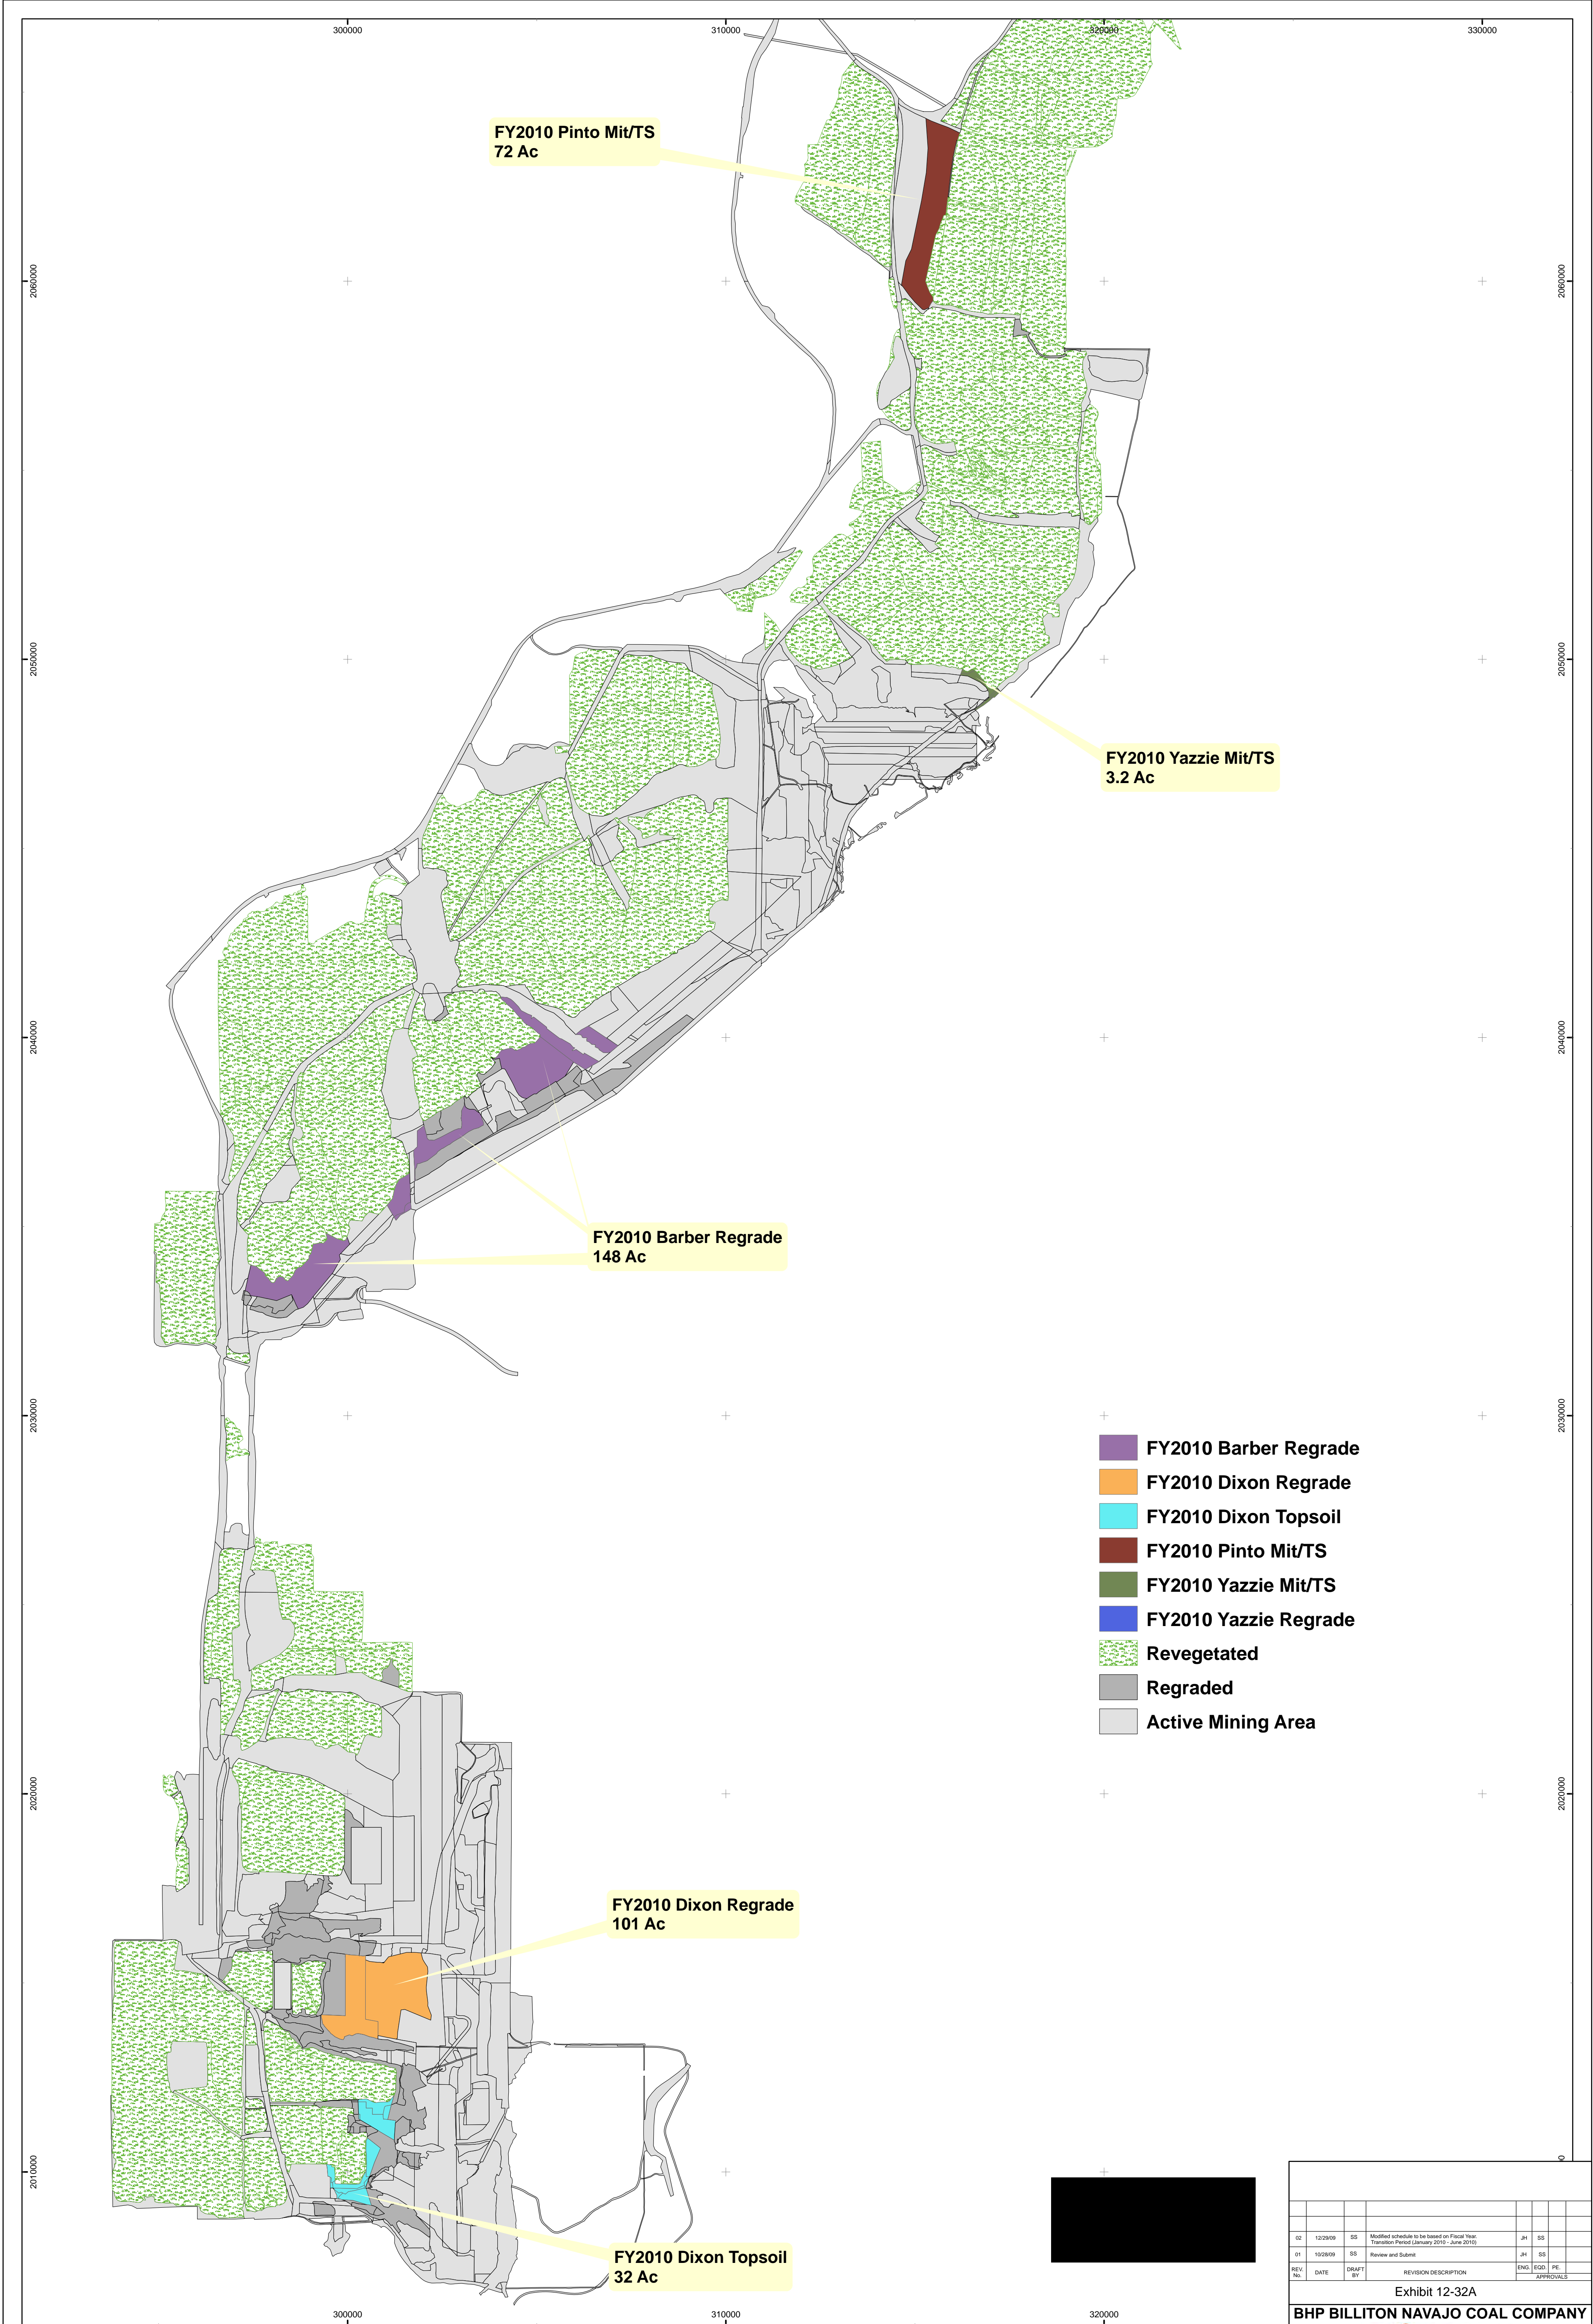 300000
310000
320000
330000
FY2010 Pinto Mit/TS
72 Ac
2060000
2060000
2050000
2050000
FY2010 Yazzie Mit/TS
3.2 Ac
2040000
2040000
FY2010 Barber Regrade
148 Ac
2030000
2030000
FY2010 Barber Regrade
FY2010 Dixon Regrade
FY2010 Dixon Topsoil
FY2010 Pinto Mit/TS
FY2010 Yazzie Mit/TS
FY2010 Yazzie Regrade
Revegetated
Regraded
Active Mining Area
2020000
2020000
FY2010 Dixon Regrade
101 Ac
2010000
FY2010 Dixon Topsoil
32 Ac
300000
310000
320000
02 12/29/09 SS Modified schedule to be based on Fiscal Year. JH SS
Transition Period (January 2010 - June 2010)
01 10/28/09 SS Review and Submit JH SS
REV. No. DATE DRAFT BY REVISION DESCRIPTION ENG. EQD. PE.
APPROVALS
Exhibit 12-32A
BHP BILLITON NAVAJO COAL COMPANY